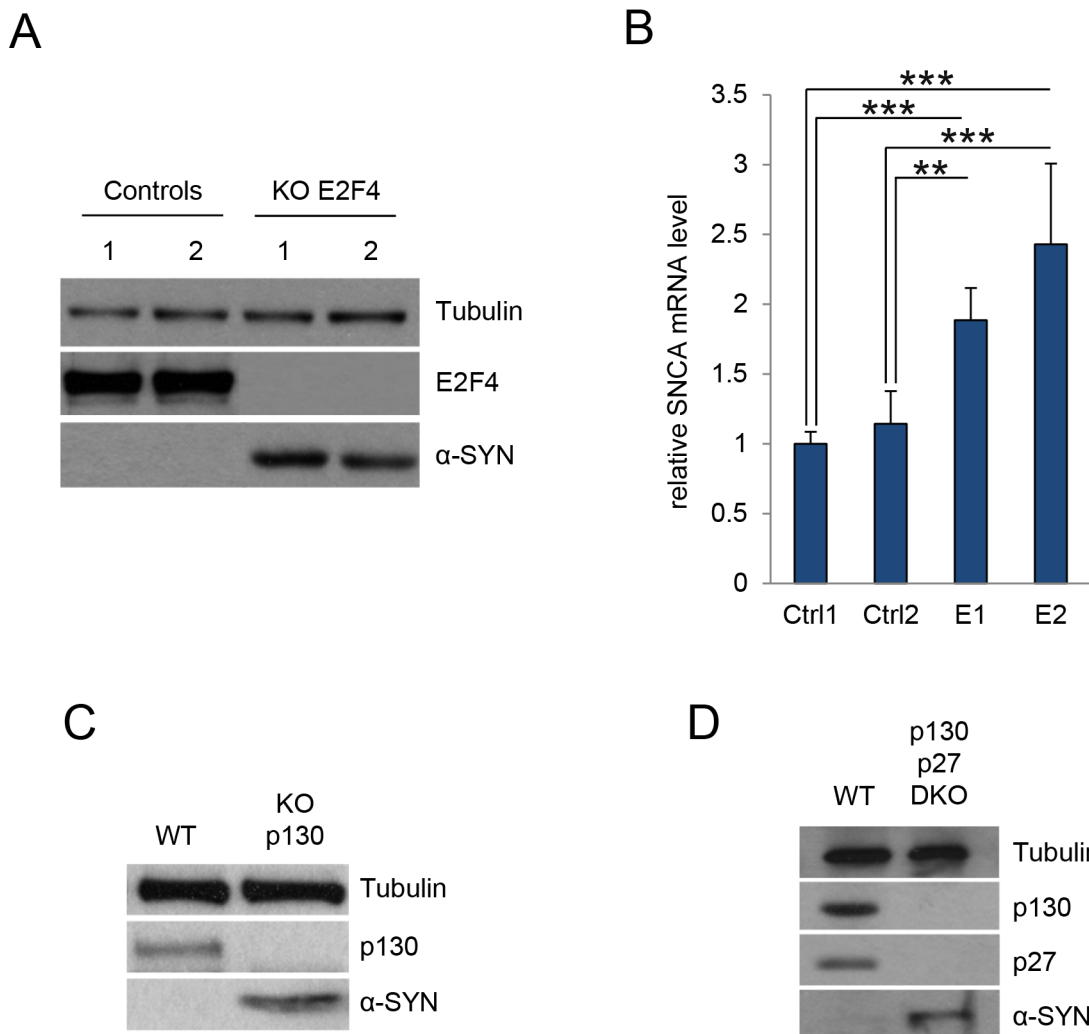 A
Controls
KO E2F4
1
2
1
2
Tubulin
E2F4
α-SYN
B
relative SNCA mRNA level
3.5
3
2.5
2
1.5
1
0.5
0
***
***
***
**
Ctrl1
Ctrl2
E1
E2
C
WT
KO
p130
Tubulin
p130
α-SYN
D
WT
p130
p27
DKO
Tubulin
p130
p27
α-SYN